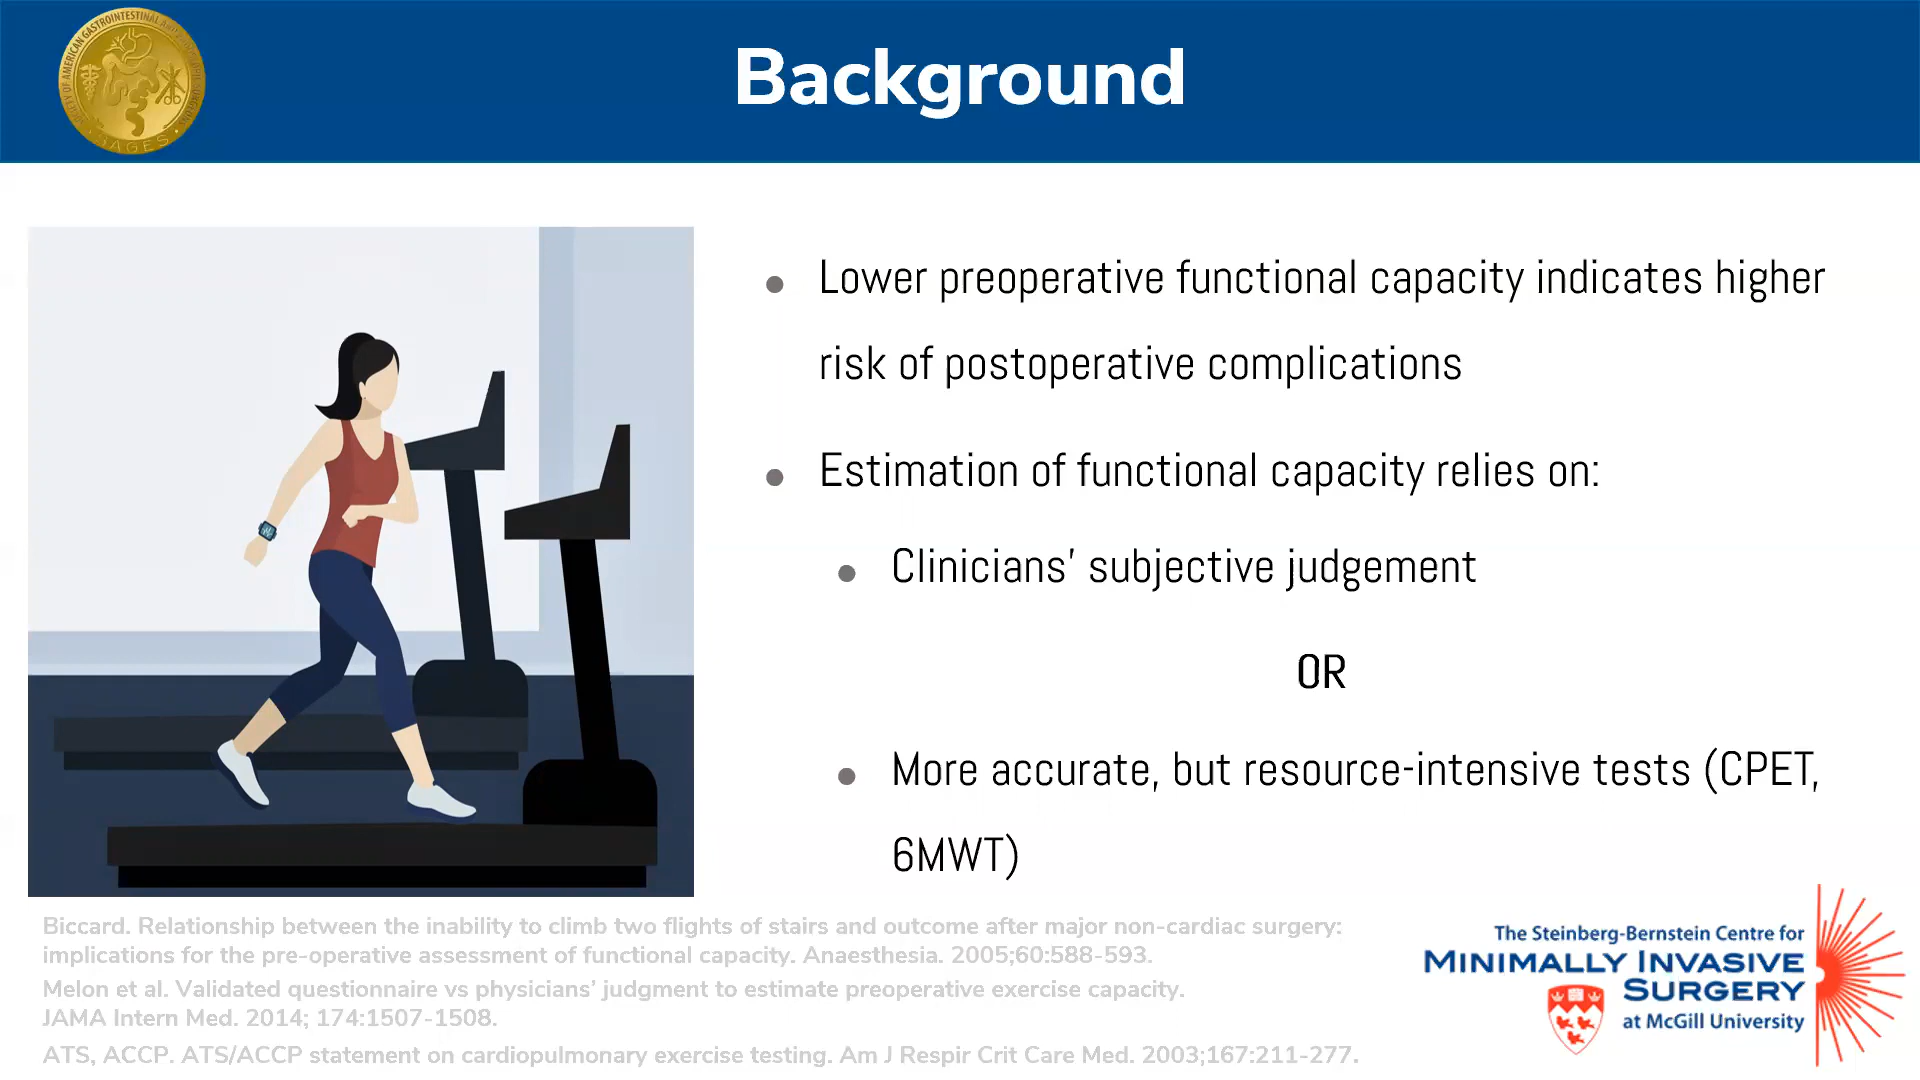 Background
Lower preoperative functional capacity indicates higher
risk of postoperative complications
Estimation of functional capacity relies on:
Clinicians’ subjective judgement
OR
More accurate, but resource-intensive tests (CPET,
6MWT)
Biccard. Relationship between the inability to climb two flights of stairs and outcome after major non-cardiac surgery:
implications for the pre-operative assessment of functional capacity. Anaesthesia. 2005;60:588-593.
Melon et al. Validated questionnaire vs physicians’ judgment to estimate preoperative exercise capacity.
JAMA Intern Med. 2014; 174:1507-1508.
ATS, ACCP. ATS/ACCP statement on cardiopulmonary exercise testing. Am J Respir Crit Care Med. 2003;167:211-277.
The Steinberg-Bernstein Centre for
MINIMALLY INVASIVE
SURGERY
at McGill University